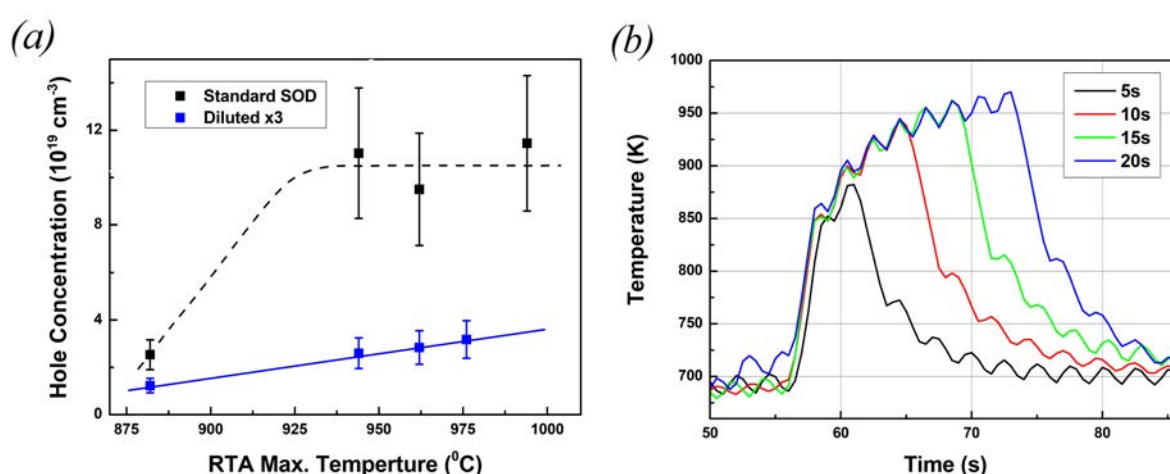 (a)
Hole Concentration (10¹⁹ cm⁻³)
12
8
4
0
Standard SOD
Diluted x3
875
900
925
950
975
1000
RTA Max. Temperture (⁰C)
(b)
Temperature (K)
1000
950
900
850
800
750
700
5s
10s
15s
20s
50
60
70
80
Time (s)